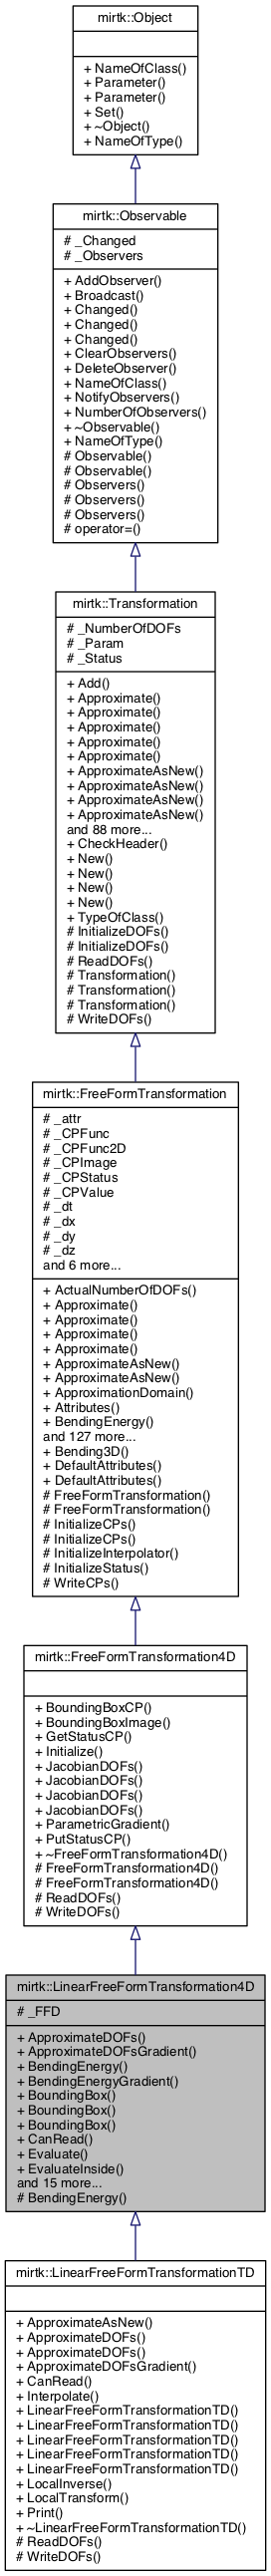 mirtk::Object
+ NameOfClass()
+ Parameter()
+ Parameter()
+ Set()
+ ~Object()
+ NameOfType()
mirtk::Observable
# _Changed
# _Observers
+ AddObserver()
+ Broadcast()
+ Changed()
+ Changed()
+ Changed()
+ ClearObservers()
+ DeleteObserver()
+ NameOfClass()
+ NotifyObservers()
+ NumberOfObservers()
+ ~Observable()
+ NameOfType()
# Observable()
# Observable()
# Observers()
# Observers()
# Observers()
# operator=()
mirtk::Transformation
# _NumberOfDOFs
# _Param
# _Status
+ Add()
+ Approximate()
+ Approximate()
+ Approximate()
+ Approximate()
+ Approximate()
+ ApproximateAsNew()
+ ApproximateAsNew()
+ ApproximateAsNew()
+ ApproximateAsNew()
and 88 more...
+ CheckHeader()
+ New()
+ New()
+ New()
+ New()
+ TypeOfClass()
# InitializeDOFs()
# InitializeDOFs()
# ReadDOFs()
# Transformation()
# Transformation()
# Transformation()
# WriteDOFs()
mirtk::FreeFormTransformation
# _attr
# _CPFunc
# _CPFunc2D
# _CPImage
# _CPStatus
# _CPValue
# _dt
# _dx
# _dy
# _dz
and 6 more...
+ ActualNumberOfDOFs()
+ Approximate()
+ Approximate()
+ Approximate()
+ Approximate()
+ ApproximateAsNew()
+ ApproximateAsNew()
+ ApproximationDomain()
+ Attributes()
+ BendingEnergy()
and 127 more...
+ Bending3D()
+ DefaultAttributes()
+ DefaultAttributes()
# FreeFormTransformation()
# FreeFormTransformation()
# InitializeCPs()
# InitializeCPs()
# InitializeInterpolator()
# InitializeStatus()
# WriteCPs()
mirtk::FreeFormTransformation4D
+ BoundingBoxCP()
+ BoundingBoxImage()
+ GetStatusCP()
+ Initialize()
+ JacobianDOFs()
+ JacobianDOFs()
+ JacobianDOFs()
+ JacobianDOFs()
+ ParametricGradient()
+ PutStatusCP()
+ ~FreeFormTransformation4D()
# FreeFormTransformation4D()
# FreeFormTransformation4D()
# ReadDOFs()
# WriteDOFs()
mirtk::LinearFreeFormTransformation4D
# _FFD
+ ApproximateDOFs()
+ ApproximateDOFsGradient()
+ BendingEnergy()
+ BendingEnergyGradient()
+ BoundingBox()
+ BoundingBox()
+ BoundingBox()
+ CanRead()
+ Evaluate()
+ EvaluateInside()
and 15 more...
# BendingEnergy()
mirtk::LinearFreeFormTransformationTD
+ ApproximateAsNew()
+ ApproximateDOFs()
+ ApproximateDOFs()
+ ApproximateDOFsGradient()
+ CanRead()
+ Interpolate()
+ LinearFreeFormTransformationTD()
+ LinearFreeFormTransformationTD()
+ LinearFreeFormTransformationTD()
+ LinearFreeFormTransformationTD()
+ LinearFreeFormTransformationTD()
+ LocalInverse()
+ LocalTransform()
+ Print()
+ ~LinearFreeFormTransformationTD()
# ReadDOFs()
# WriteDOFs()